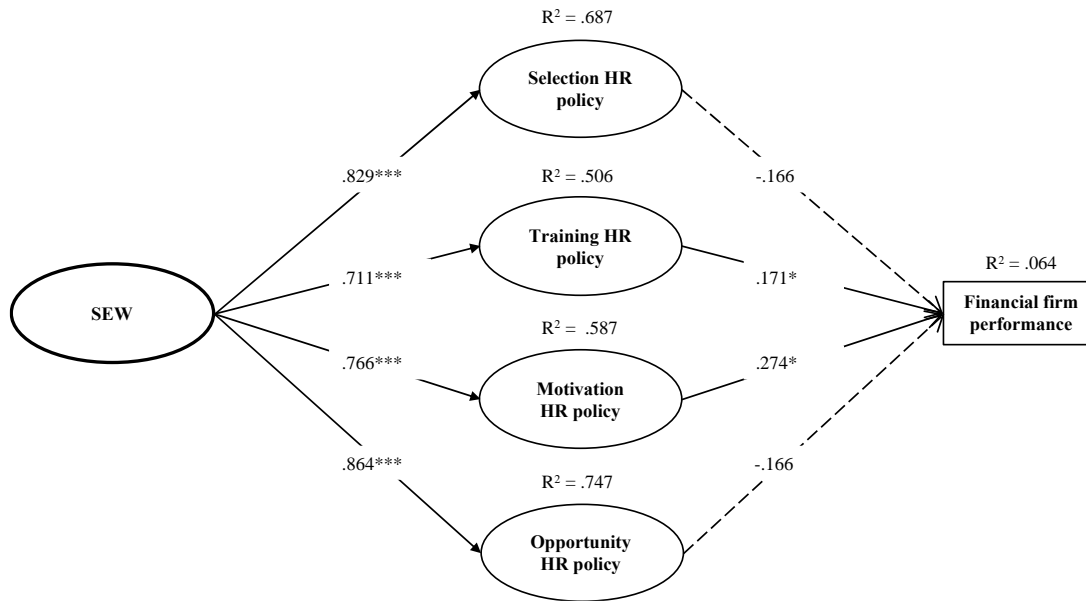 R² = .687
Selection HR
policy
.829***
-.166
R² = .506
Training HR
policy
.711***
.171*
R² = .064
SEW
Financial firm
performance
R² = .587
.766***
.274*
Motivation
HR policy
.864***
-.166
R² = .747
Opportunity
HR policy